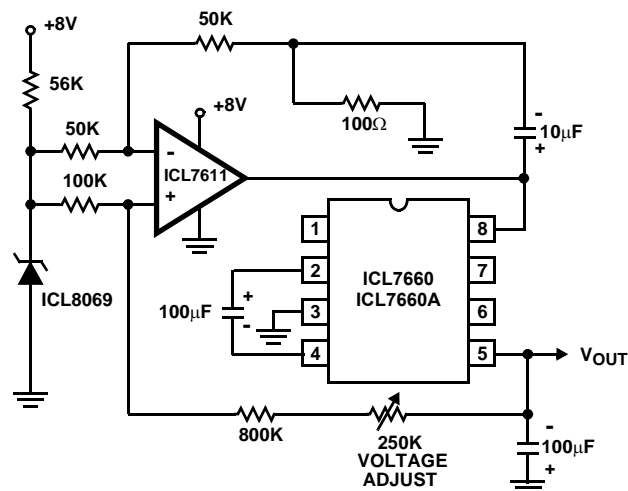 +8V
56K
50K
50K
+8V
100Ω
-
10µF
+
100K
-
ICL7611
+
ICL8069
1
2
3
4
ICL7660
ICL7660A
8
7
6
5
+
100µF
-
VOUT
800K
250K
VOLTAGE
ADJUST
-
100µF
+